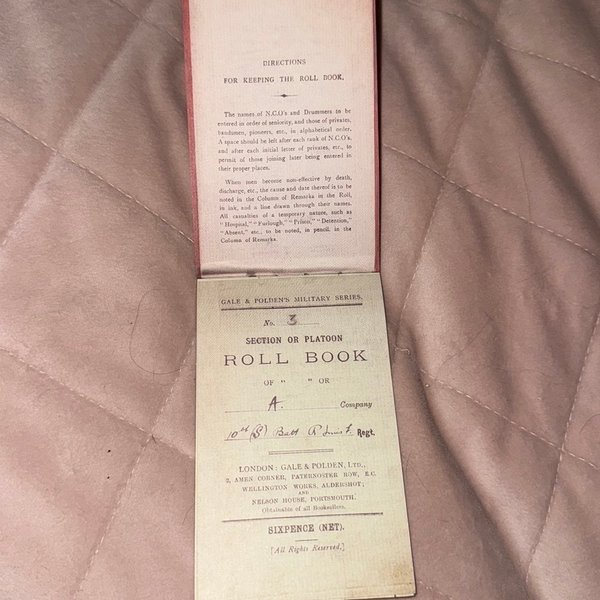 DIRECTIONS
FOR KEEPING THE ROLL BOOK.
The names of N.C.O's and Drummers to be
entered in order of seniority, and those of privates,
bandsmen, pioneers, etc., in alphabetical order.
A space should be left after each rank of N.C.O's,
and after each initial letter of privates, etc., to
permit of those joining later being entered in
their proper places.
When men become non-effective by death,
discharge, etc., the cause and date thereof is to be
noted in the Column of Remarks in the Roll,
in ink, and a line drawn through their names.
All casualties of a temporary nature, such as
"Hospital," "Furlough," "Prison," "Detention,"
"Absent," etc., to be noted, in pencil, in the
Column of Remarks.
GALE & POLDEN'S MILITARY SERIES.
No. 3
SECTION OR PLATOON
ROLL BOOK
OF " " OR
A. Company
10th (S) Batt R Innis F. Regt.
LONDON: GALE & POLDEN, LTD.,
2, AMEN CORNER, PATERNOSTER ROW, E.C.
WELLINGTON WORKS, ALDERSHOT;
AND
NELSON HOUSE, PORTSMOUTH.
Obtainable of all Booksellers.
SIXPENCE (NET).
[All Rights Reserved.]